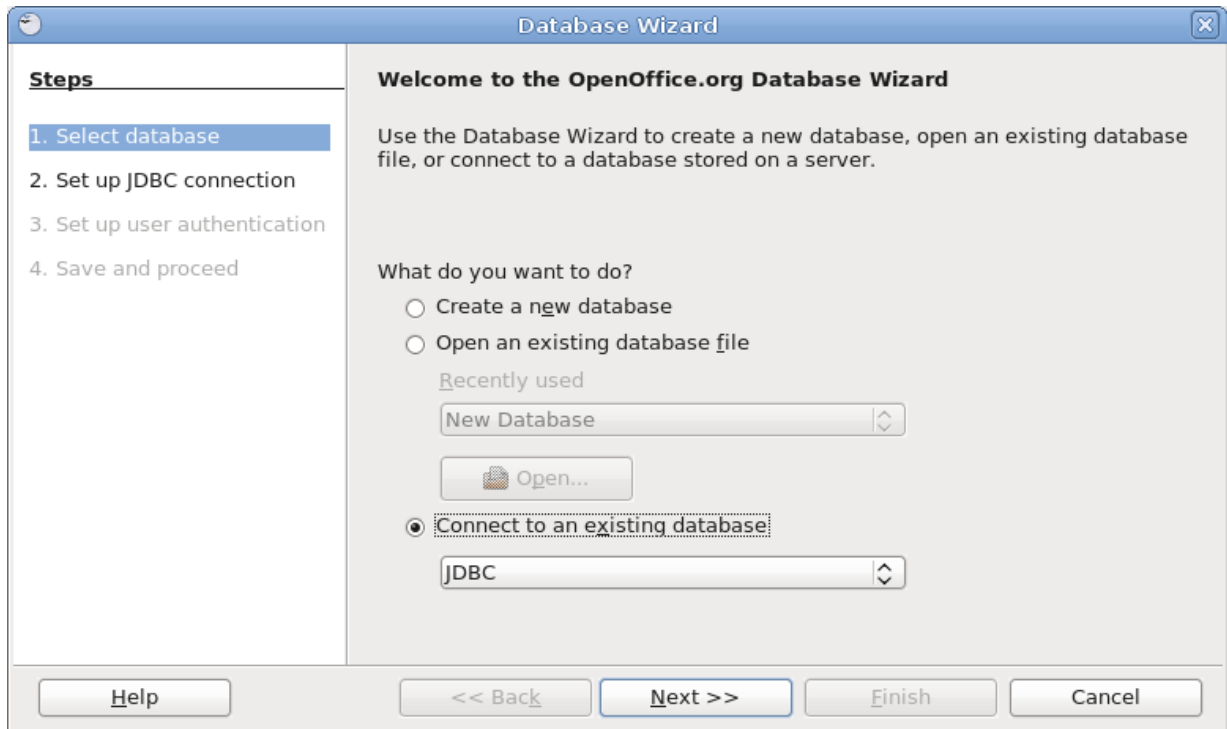 Database Wizard
Steps
1. Select database
2. Set up JDBC connection
3. Set up user authentication
4. Save and proceed
Welcome to the OpenOffice.org Database Wizard
Use the Database Wizard to create a new database, open an existing database
file, or connect to a database stored on a server.
What do you want to do?
Create a new database
Open an existing database file
Recently used
New Database
Open...
Connect to an existing database
JDBC
Help
<< Back
Next >>
Finish
Cancel